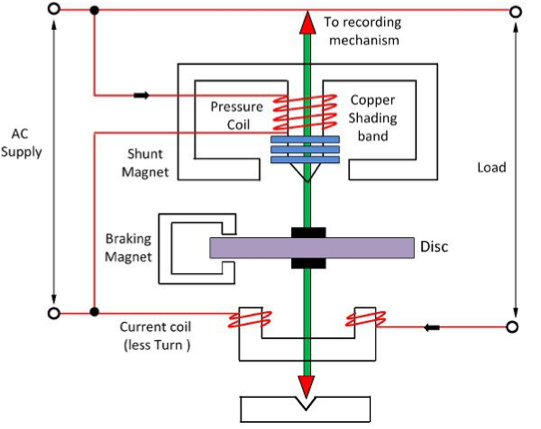 To recording
mechanism
Pressure
Coil
Copper
Shading
band
AC
Supply
Shunt
Magnet
Load
Braking
Magnet
Disc
Current coil
(less Turn )